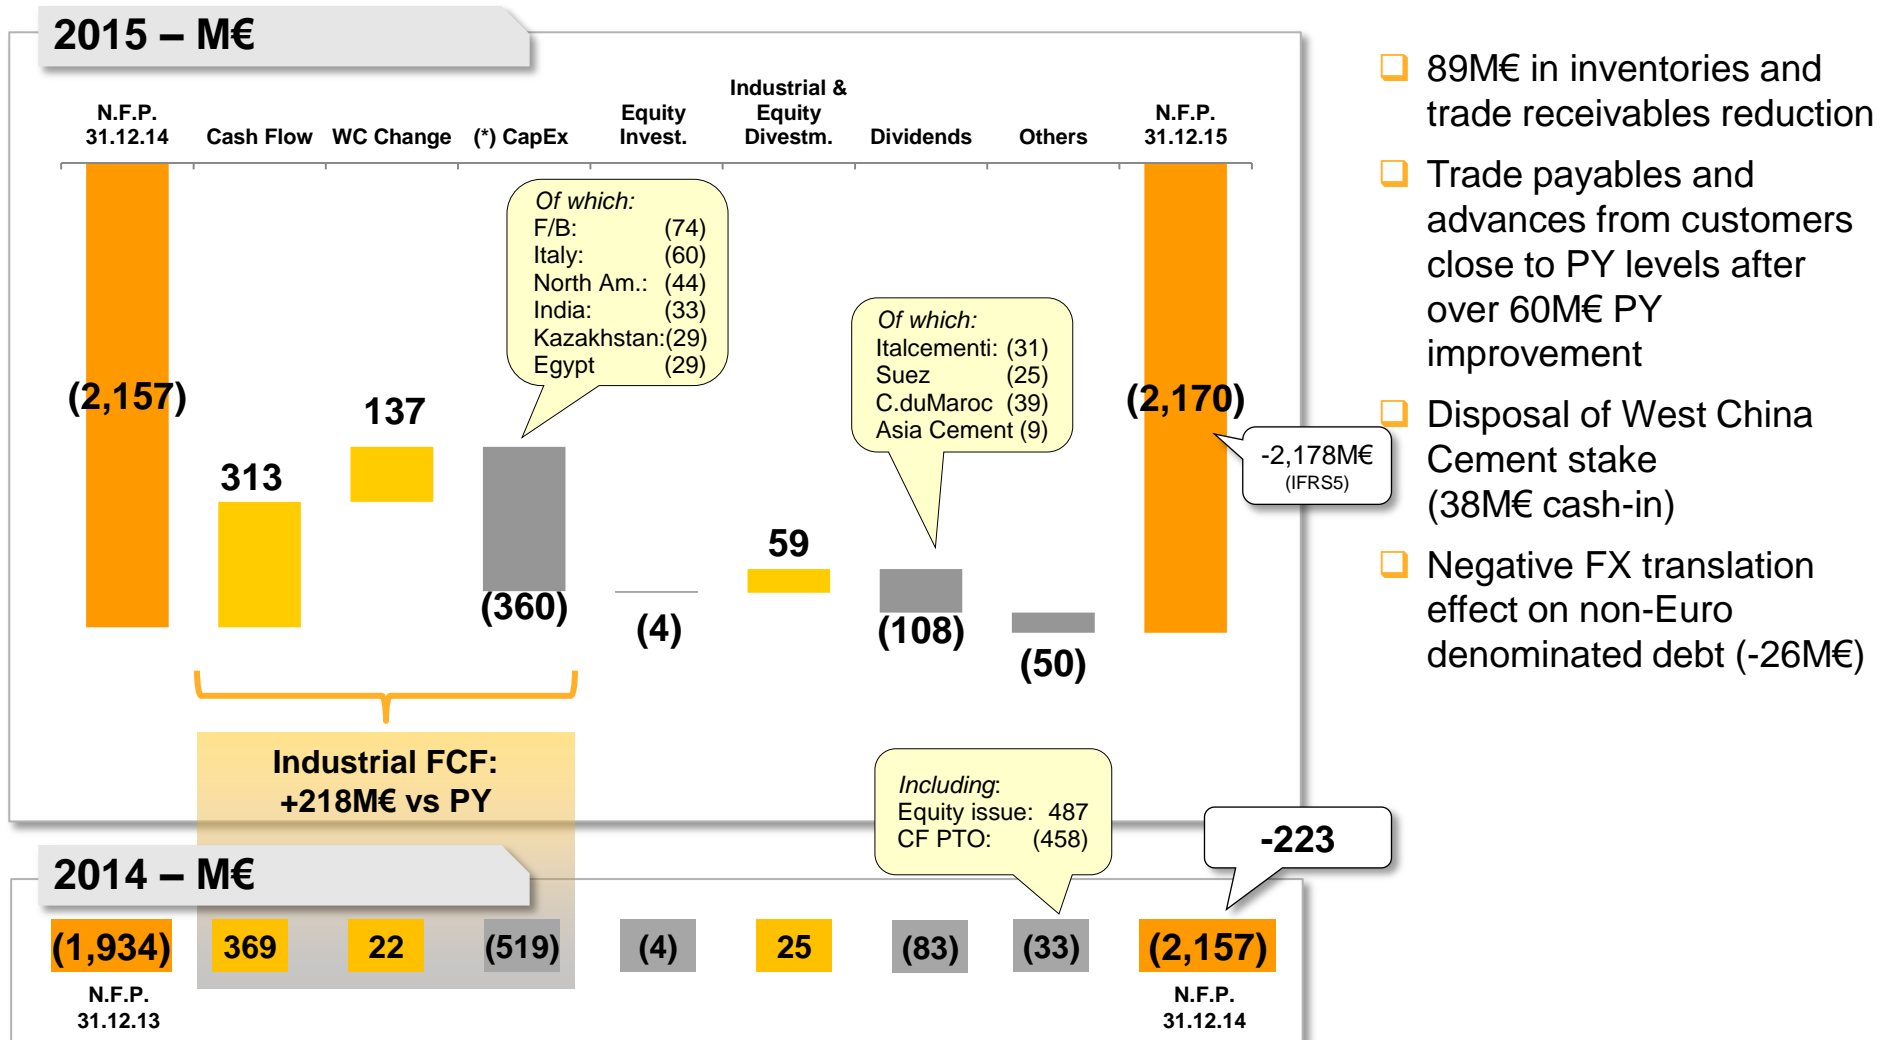 2015 – M€
N.F.P.
31.12.14
Cash Flow
WC Change
(*) CapEx
Equity
Invest.
Industrial &
Equity
Divestm.
Dividends
Others
N.F.P.
31.12.15
Of which:
F/B: (74)
Italy: (60)
North Am.: (44)
India: (33)
Kazakhstan:(29)
Egypt (29)
Of which:
Italcementi: (31)
Suez (25)
C.duMaroc (39)
Asia Cement (9)
(2,157)
313
137
(360)
(4)
59
(108)
(50)
(2,170)
-2,178M€
(IFRS5)
Industrial FCF:
+218M€ vs PY
Including:
Equity issue: 487
CF PTO: (458)
-223
2014 – M€
(1,934)
369
22
(519)
(4)
25
(83)
(33)
(2,157)
N.F.P.
31.12.13
N.F.P.
31.12.14
89M€ in inventories and
trade receivables reduction
Trade payables and
advances from customers
close to PY levels after
over 60M€ PY
improvement
Disposal of West China
Cement stake
(38M€ cash-in)
Negative FX translation
effect on non-Euro
denominated debt (-26M€)